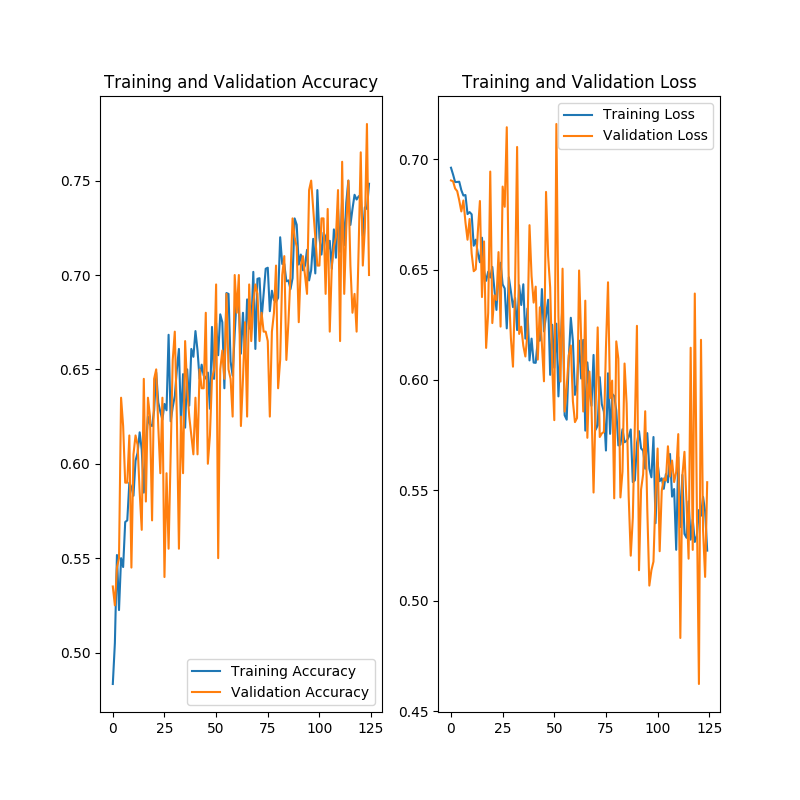 Training and Validation Accuracy
0.75
0.70
0.65
0.60
0.55
0.50
Training Accuracy
Validation Accuracy
0 25 50 75 100 125
Training and Validation Loss
Training Loss
Validation Loss
0.70
0.65
0.60
0.55
0.50
0.45
0 25 50 75 100 125